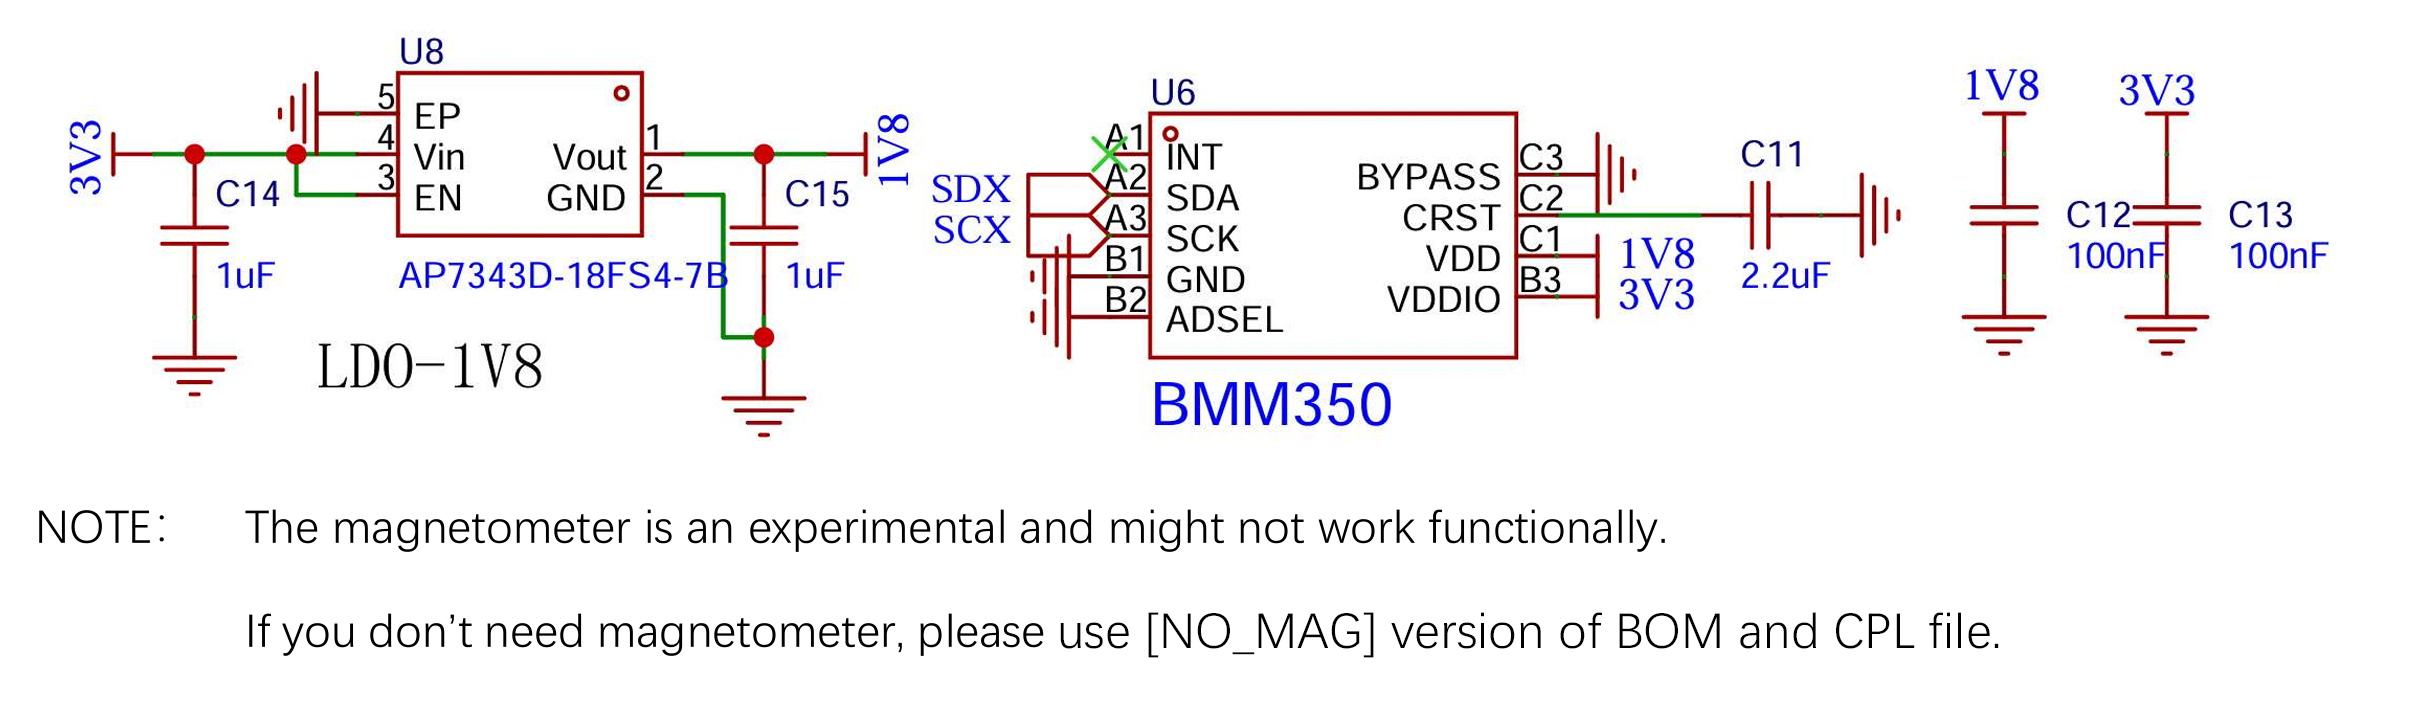 U8
3V3
5
EP
4
Vin
3
EN
1
Vout
2
GND
1V8
C14
1uF
C15
1uF
AP7343D-18FS4-7B
LDO-1V8
U6
SDX
SCX
A1
INT
A2
SDA
A3
SCK
B1
GND
B2
ADSEL
C3
BYPASS
C2
CRST
C1
VDD
B3
VDDIO
1V8
3V3
BMM350
C11
2.2uF
1V8
C12
100nF
3V3
C13
100nF
NOTE: The magnetometer is an experimental and might not work functionally.
If you don’t need magnetometer, please use [NO_MAG] version of BOM and CPL file.